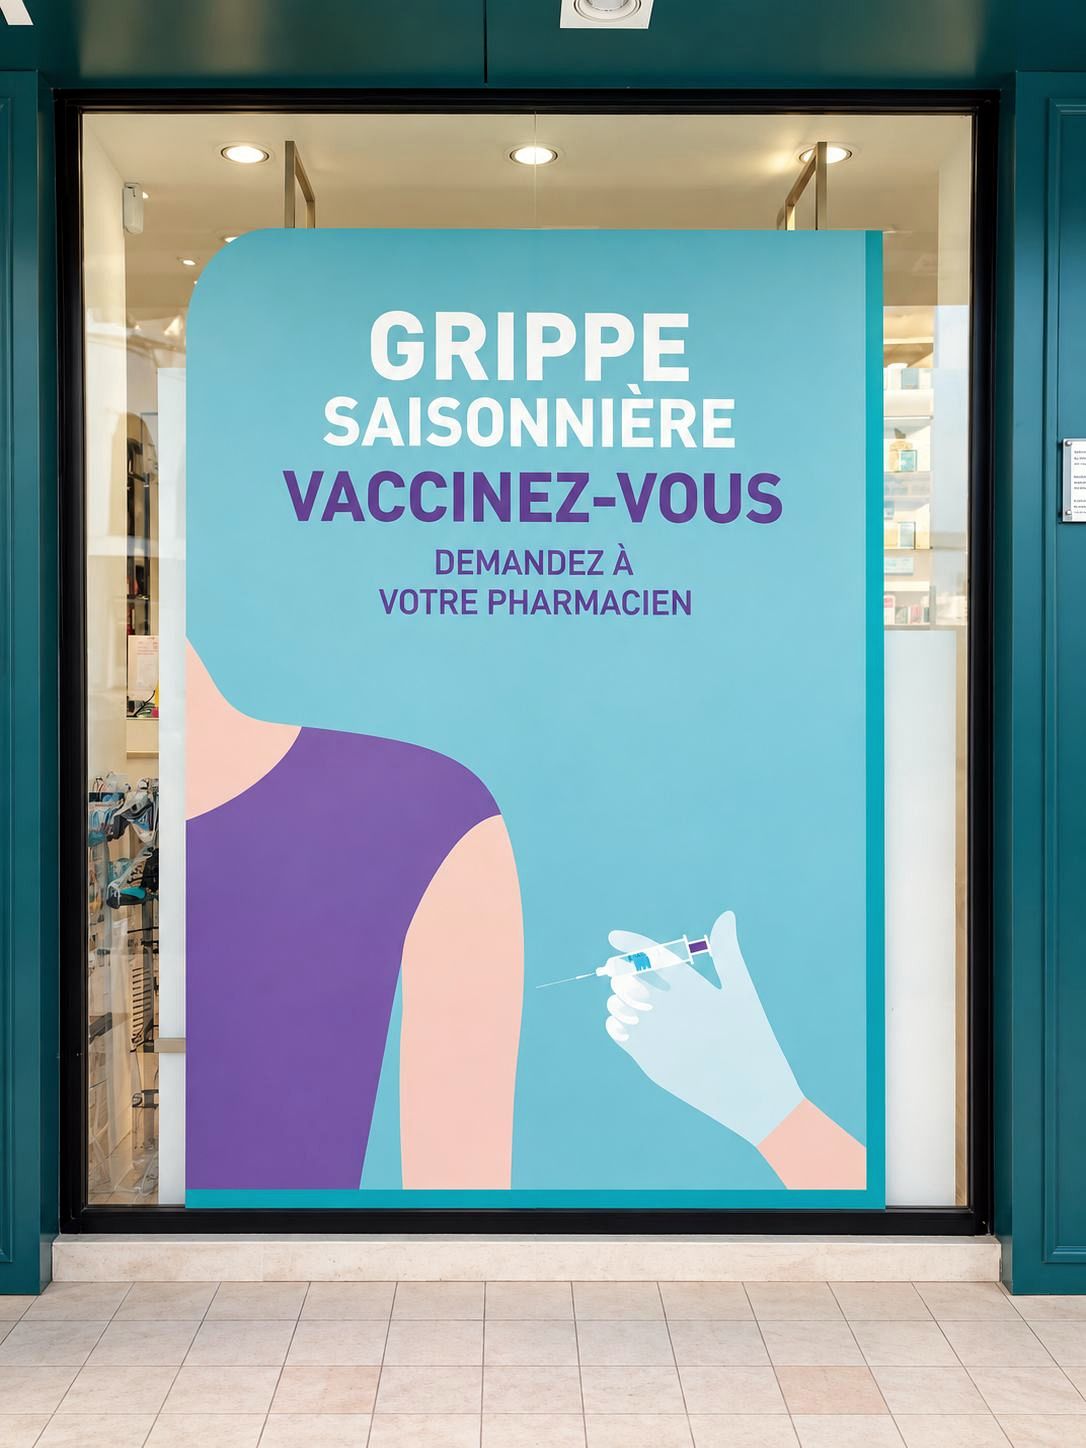 GRIPPE
SAISONNIÈRE
VACCINEZ-VOUS
DEMANDEZ À
VOTRE PHARMACIEN